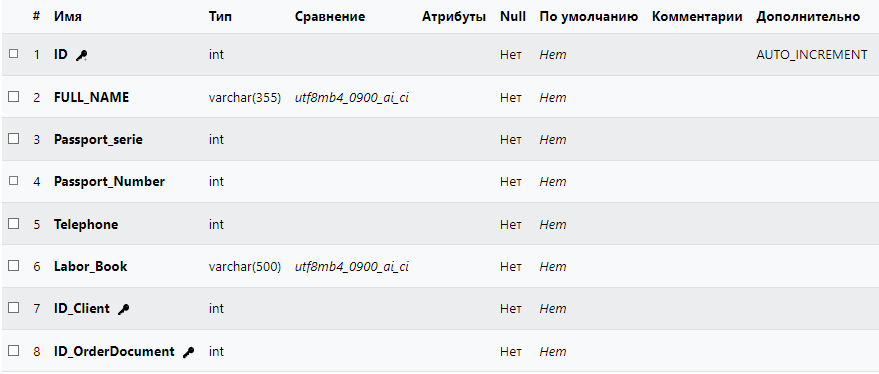 # Имя Тип Сравнение Атрибуты Null По умолчанию Комментарии Дополнительно
1 ID int Нет Нет AUTO_INCREMENT
2 FULL_NAME varchar(355) utf8mb4_0900_ai_ci Нет Нет
3 Passport_serie int Нет Нет
4 Passport_Number int Нет Нет
5 Telephone int Нет Нет
6 Labor_Book varchar(500) utf8mb4_0900_ai_ci Нет Нет
7 ID_Client int Нет Нет
8 ID_OrderDocument int Нет Нет